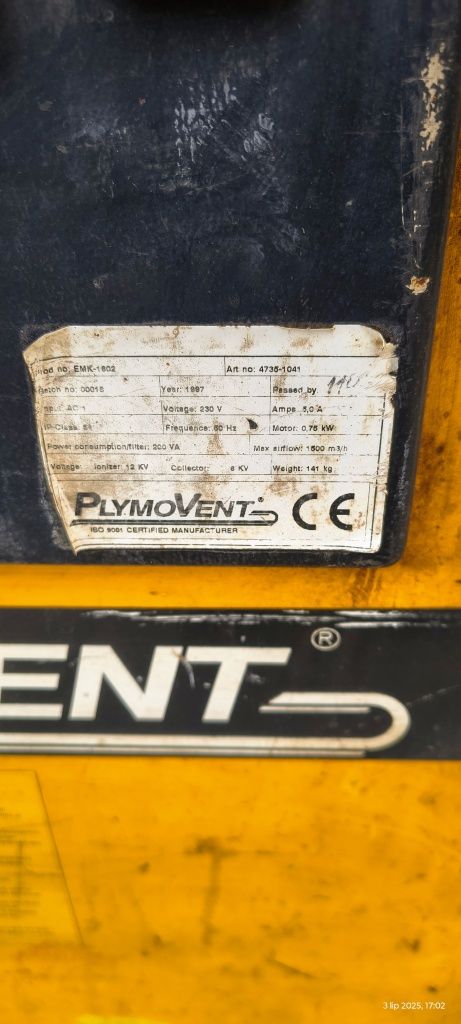 mod no: EMK-1602 Art no: 4735-1041
Batch no: 00018 Year: 1997 Passed by
Input: AC 1 Voltage: 230 V Amps. 5,0 A
IP-Class: 54 Frequence: 50 Hz Motor: 0,75 kW
Power consumption/filter: 200 VA Max airflow: 1500 m3/h
Voltage: Ionizer: 12 KV Collector: 6 KV Weight: 141 kg
PLYMOVENT® CE
ISO 9001 CERTIFIED MANUFACTURER
ENT®
3 lip 2025, 17:02